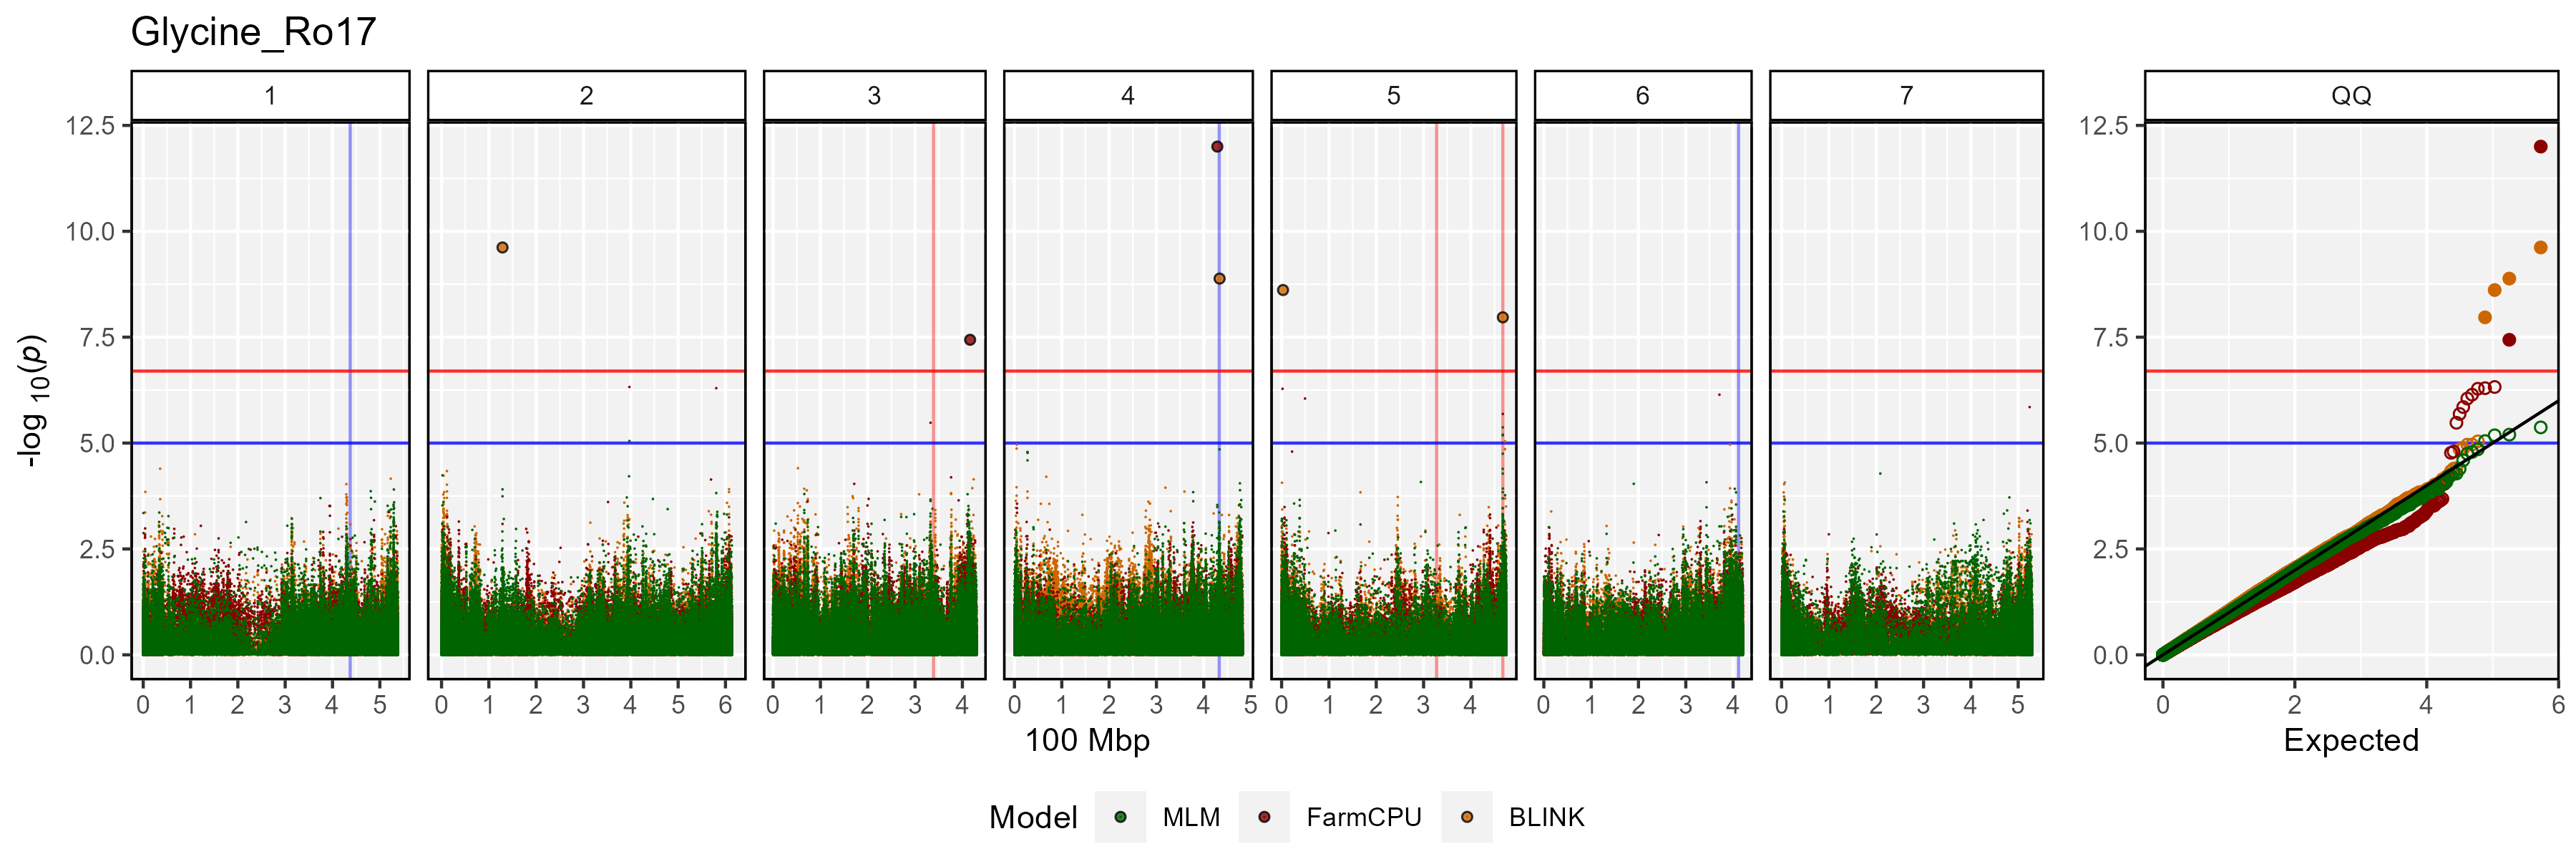 Glycine_Ro17
1 2 3 4 5 6 7 QQ
12.5 10.0 7.5 5.0 2.5 0.0
-log 10(p)
12.5 10.0 7.5 5.0 2.5 0.0
0 1 2 3 4 5 0 1 2 3 4 5 6 0 1 2 3 4 0 1 2 3 4 5 0 1 2 3 4 0 1 2 3 4 0 1 2 3 4 5 0 2 4 6
100 Mbp Expected
Model MLM FarmCPU BLINK